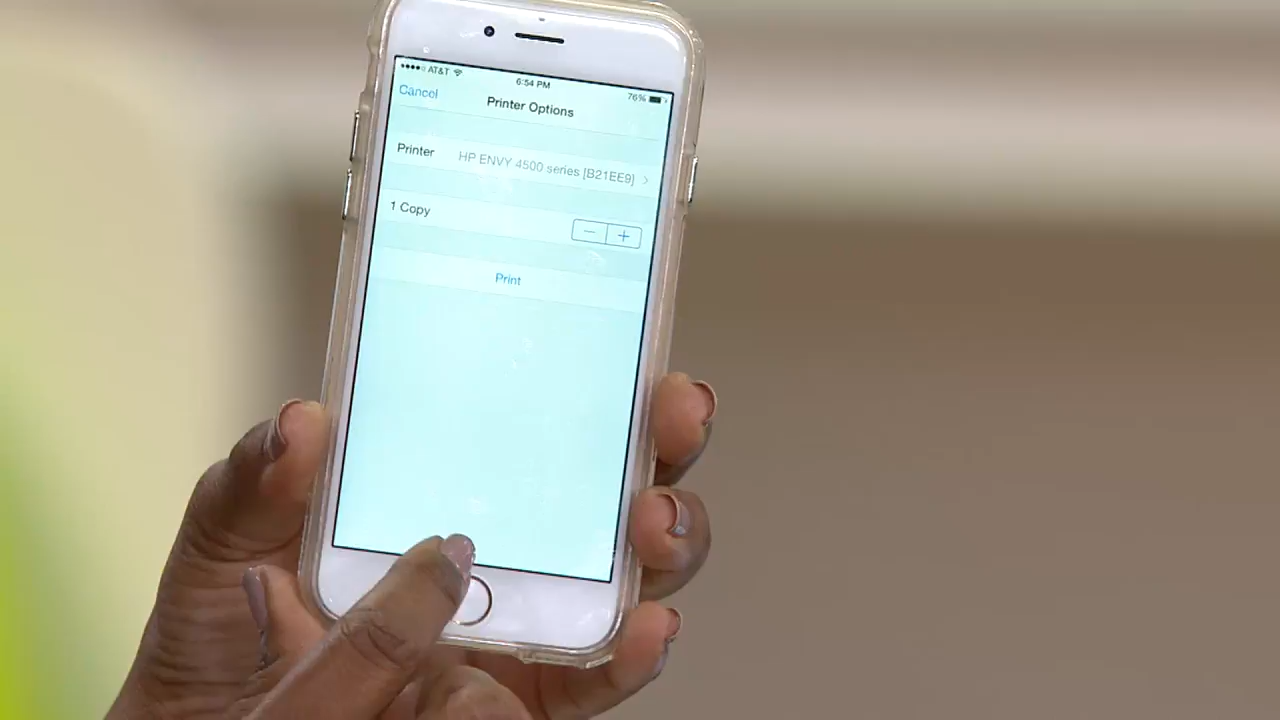 AT&T 6:54 PM 76%
Cancel Printer Options
Printer HP ENVY 4500 series [B21EE9]
1 Copy − +
Print